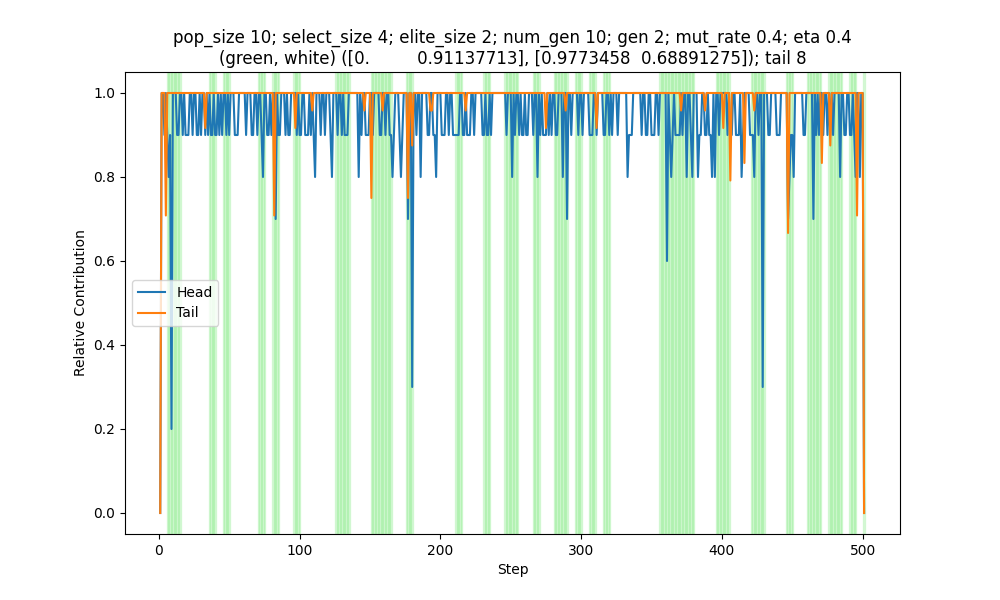 pop_size 10; select_size 4; elite_size 2; num_gen 10; gen 2; mut_rate 0.4; eta 0.4
(green, white) ([0.          0.91137713], [0.9773458  0.68891275]); tail 8
1.0
0.8
0.6
0.4
0.2
0.0
Relative Contribution
Head
Tail
0
100
200
300
400
500
Step